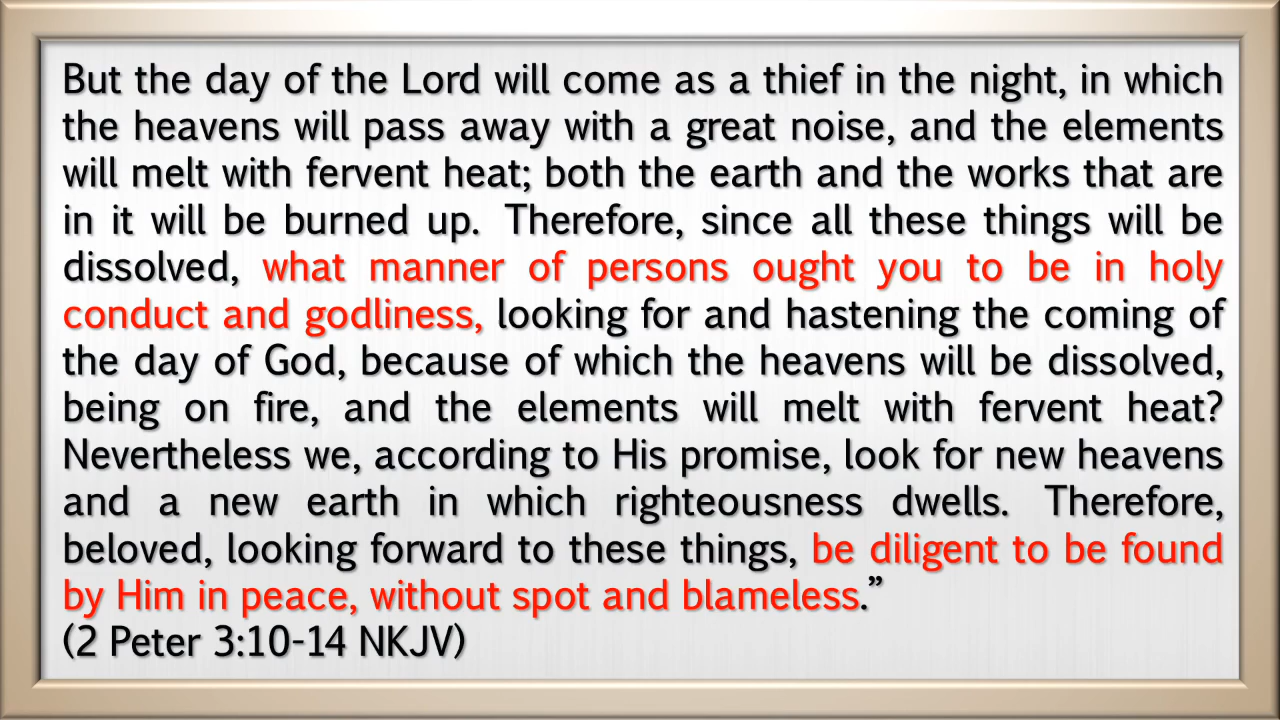 But the day of the Lord will come as a thief in the night, in which
the heavens will pass away with a great noise, and the elements
will melt with fervent heat; both the earth and the works that are
in it will be burned up. Therefore, since all these things will be
dissolved, what manner of persons ought you to be in holy
conduct and godliness, looking for and hastening the coming of
the day of God, because of which the heavens will be dissolved,
being on fire, and the elements will melt with fervent heat?
Nevertheless we, according to His promise, look for new heavens
and a new earth in which righteousness dwells. Therefore,
beloved, looking forward to these things, be diligent to be found
by Him in peace, without spot and blameless.”
(2 Peter 3:10-14 NKJV)